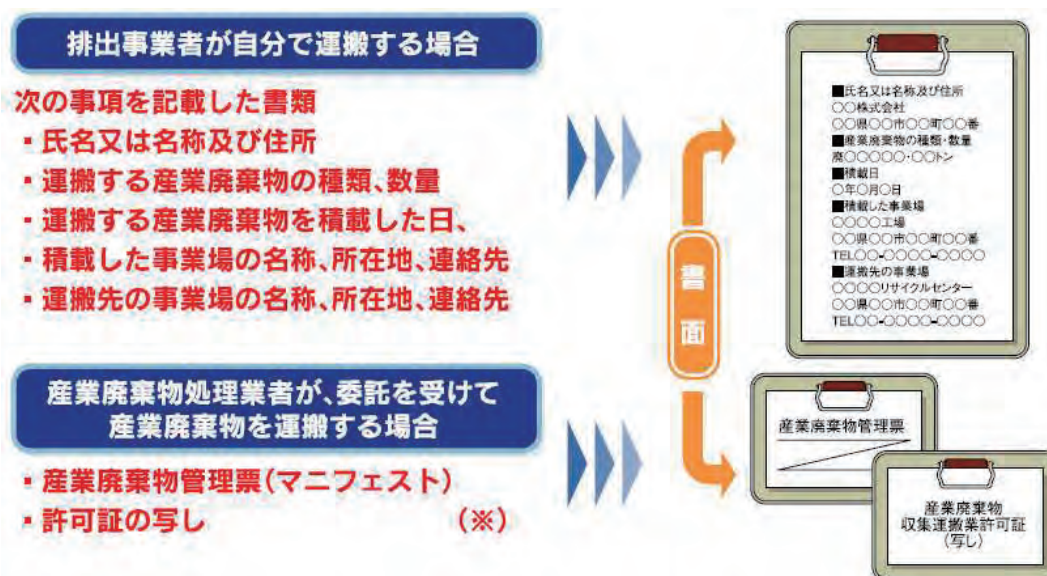 排出事業者が自分で運搬する場合
次の事項を記載した書類
・氏名又は名称及び住所
・運搬する産業廃棄物の種類、数量
・運搬する産業廃棄物を積載した日、
・積載した事業場の名称、所在地、連絡先
・運搬先の事業場の名称、所在地、連絡先
産業廃棄物処理業者が、委託を受けて
産業廃棄物を運搬する場合
・産業廃棄物管理票(マニフェスト)
・許可証の写し (※)
書面
■氏名又は名称及び住所
○○株式会社
○○県○○市○○町○○番
■産業廃棄物の種類・数量
廃○○○○○・○○トン
■積載日
○年○月○日
■積載した事業場
○○○○工場
○○県○○市○○町○○番
TEL○○-○○○○-○○○○
■運搬先の事業場
○○○○リサイクルセンター
○○県○○市○○町○○番
TEL○○-○○○○-○○○○
産業廃棄物管理票
産業廃棄物
収集運搬業許可証
(写し)